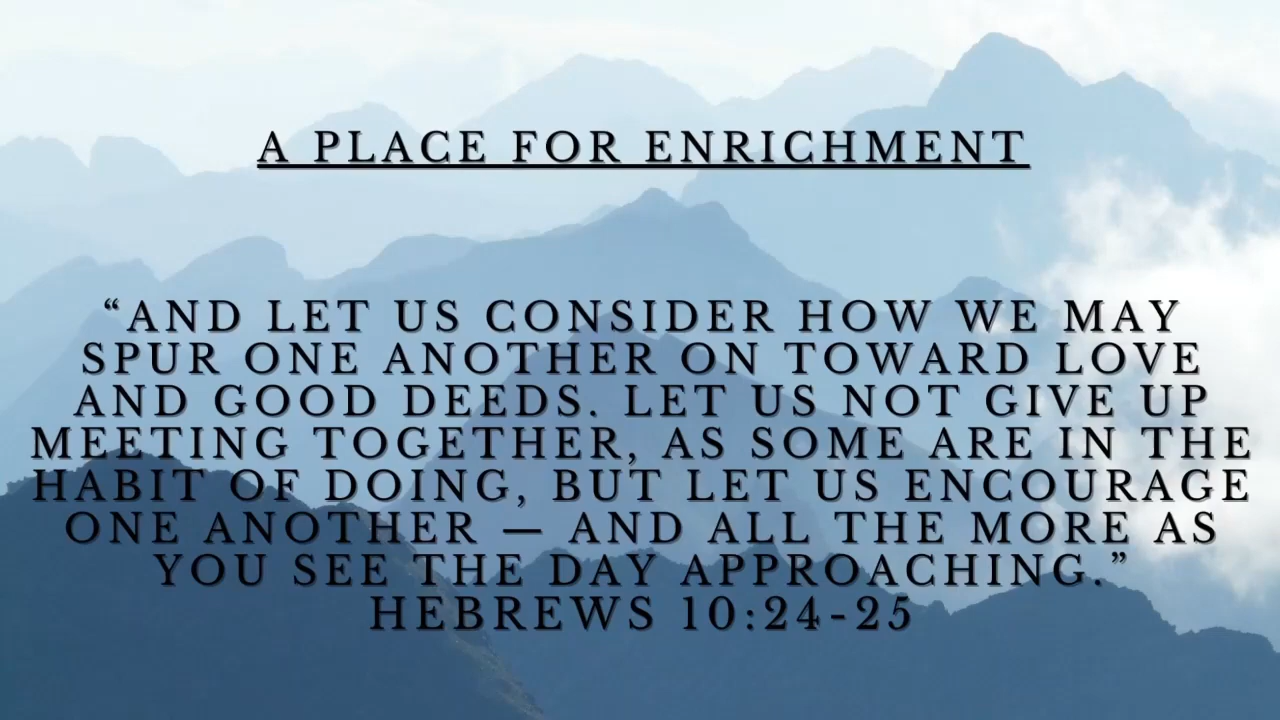 A PLACE FOR ENRICHMENT
“AND LET US CONSIDER HOW WE MAY
SPUR ONE ANOTHER ON TOWARD LOVE
AND GOOD DEEDS. LET US NOT GIVE UP
MEETING TOGETHER, AS SOME ARE IN THE
HABIT OF DOING, BUT LET US ENCOURAGE
ONE ANOTHER — AND ALL THE MORE AS
YOU SEE THE DAY APPROACHING.”
HEBREWS 10:24-25